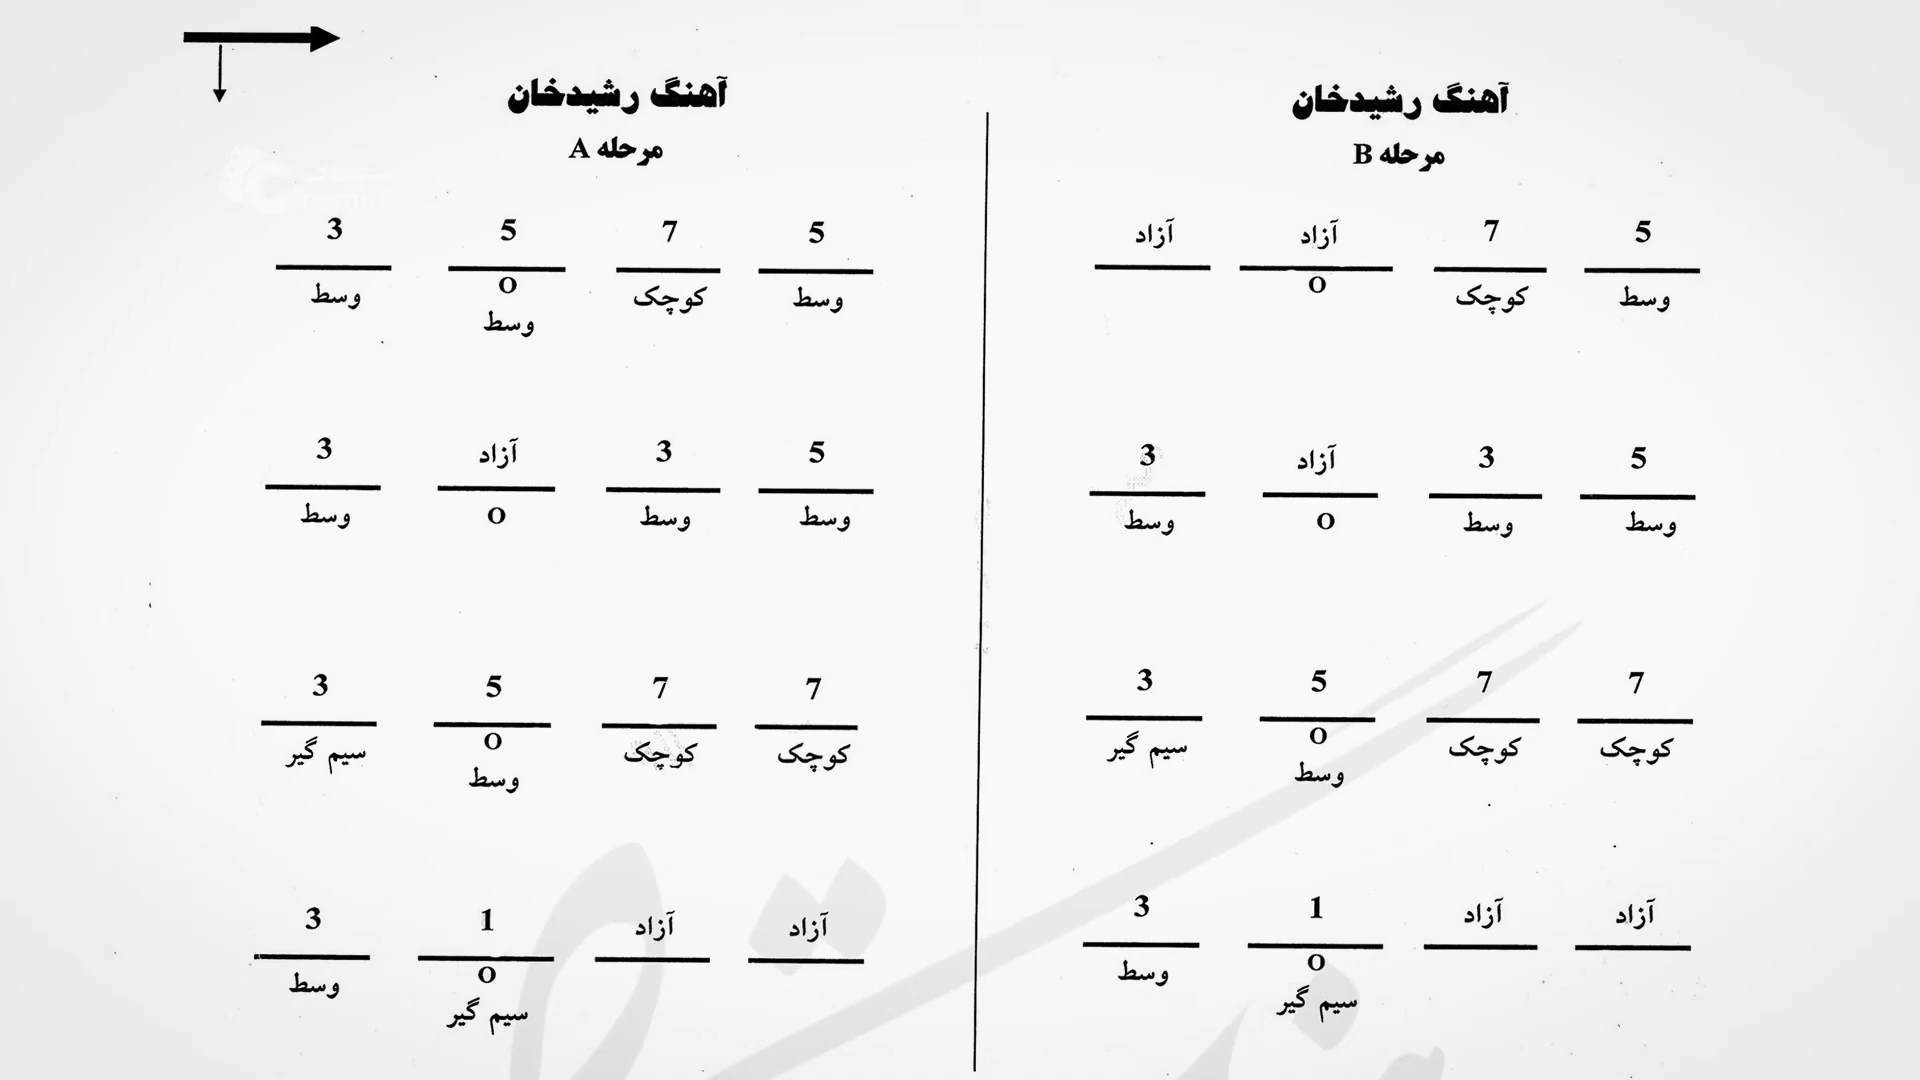 آهنگ رشیدخان
مرحله A
3 5 7 5
وسط O کوچک وسط
وسط
3 آزاد 3 5
وسط O وسط وسط
3 5 7 7
سیم گیر O کوچک کوچک
وسط
3 1 آزاد آزاد
وسط O
سیم گیر
آهنگ رشیدخان
مرحله B
آزاد آزاد 7 5
O کوچک وسط
3 آزاد 3 5
وسط O وسط وسط
3 5 7 7
سیم گیر O کوچک کوچک
وسط
3 1 آزاد آزاد
وسط O
سیم گیر